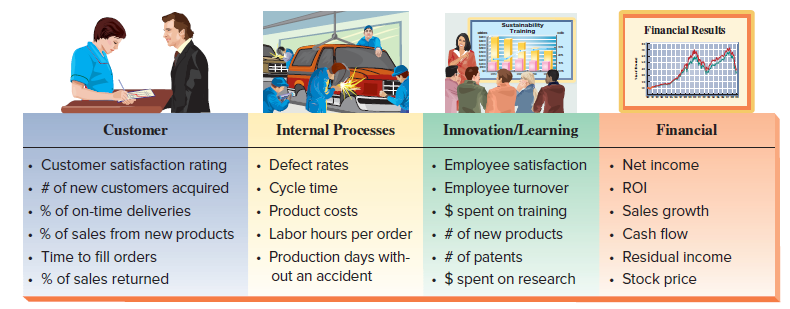 Sustainability
Training
Financial Results
Customer
Internal Processes
Innovation/Learning
Financial
• Customer satisfaction rating
• # of new customers acquired
• % of on-time deliveries
• % of sales from new products
• Time to fill orders
• % of sales returned
• Defect rates
• Cycle time
• Product costs
• Labor hours per order
• Production days with-
out an accident
• Employee satisfaction
• Employee turnover
• $ spent on training
• # of new products
• # of patents
• $ spent on research
• Net income
• ROI
• Sales growth
• Cash flow
• Residual income
• Stock price